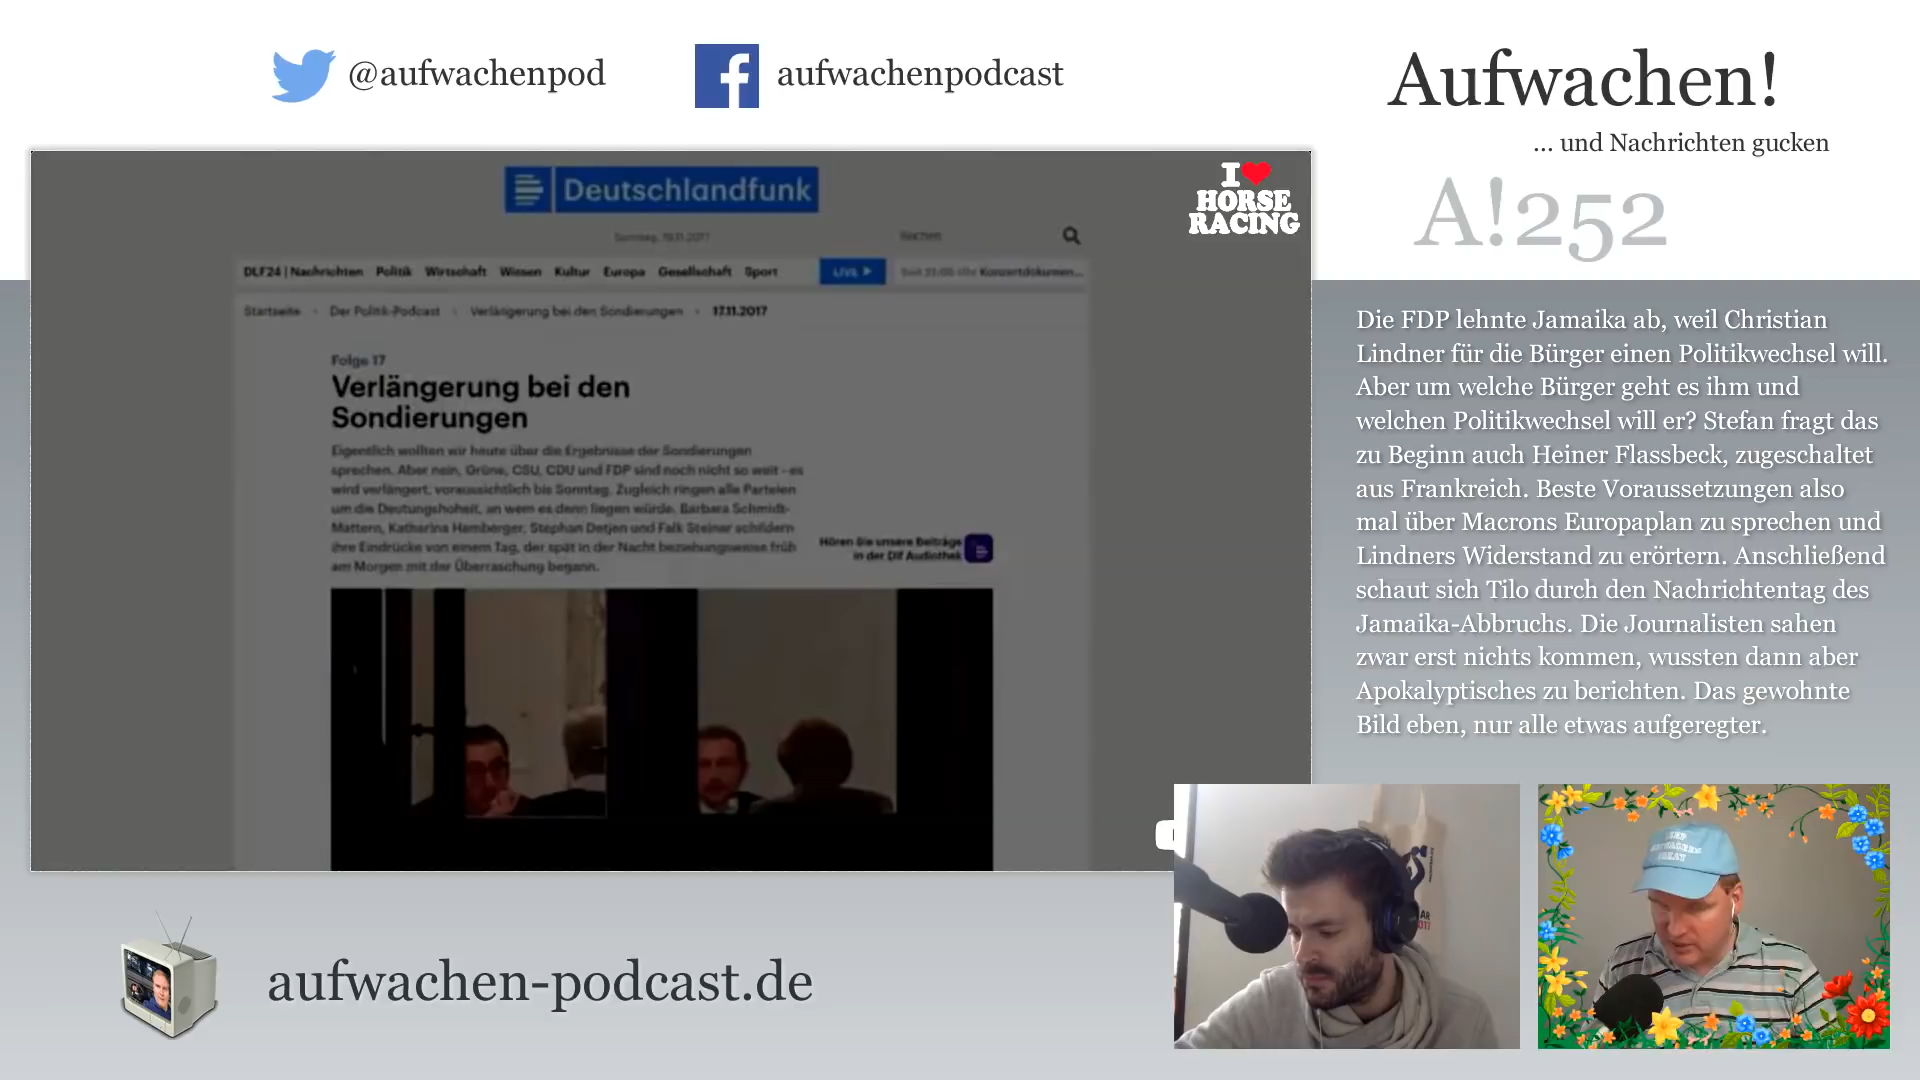 @aufwachenpod
aufwachenpodcast
Aufwachen!
... und Nachrichten gucken
A!252
I
HORSE
RACING
Deutschlandfunk
Sonntag, 19.11.2017
Suchen
DLF24 | Nachrichten Politik Wirtschaft Wissen Kultur Europa Gesellschaft Sport
LIVE
Seit 21:05 Uhr Konzertdokumen...
Startseite Der Politik-Podcast Verlängerung bei den Sondierungen 17.11.2017
Folge 17
Verlängerung bei den
Sondierungen
Eigentlich wollten wir heute über die Ergebnisse der Sondierungen
sprechen. Aber nein, Grüne, CSU, CDU und FDP sind noch nicht so weit - es
wird verlängert, voraussichtlich bis Sonntag. Zugleich ringen alle Parteien
um die Deutungshoheit, an wem es denn liegen würde. Barbara Schmidt-
Mattern, Katharina Hamberger, Stephan Detjen und Falk Steiner schildern
ihre Eindrücke von einem Tag, der spät in der Nacht beziehungsweise früh
am Morgen mit der Überraschung begann.
Hören Sie unsere Beiträge
in der Dlf Audiothek
Die FDP lehnte Jamaika ab, weil Christian
Lindner für die Bürger einen Politikwechsel will.
Aber um welche Bürger geht es ihm und
welchen Politikwechsel will er? Stefan fragt das
zu Beginn auch Heiner Flassbeck, zugeschaltet
aus Frankreich. Beste Voraussetzungen also
mal über Macrons Europaplan zu sprechen und
Lindners Widerstand zu erörtern. Anschließend
schaut sich Tilo durch den Nachrichtentag des
Jamaika-Abbruchs. Die Journalisten sahen
zwar erst nichts kommen, wussten dann aber
Apokalyptisches zu berichten. Das gewohnte
Bild eben, nur alle etwas aufgeregter.
aufwachen-podcast.de